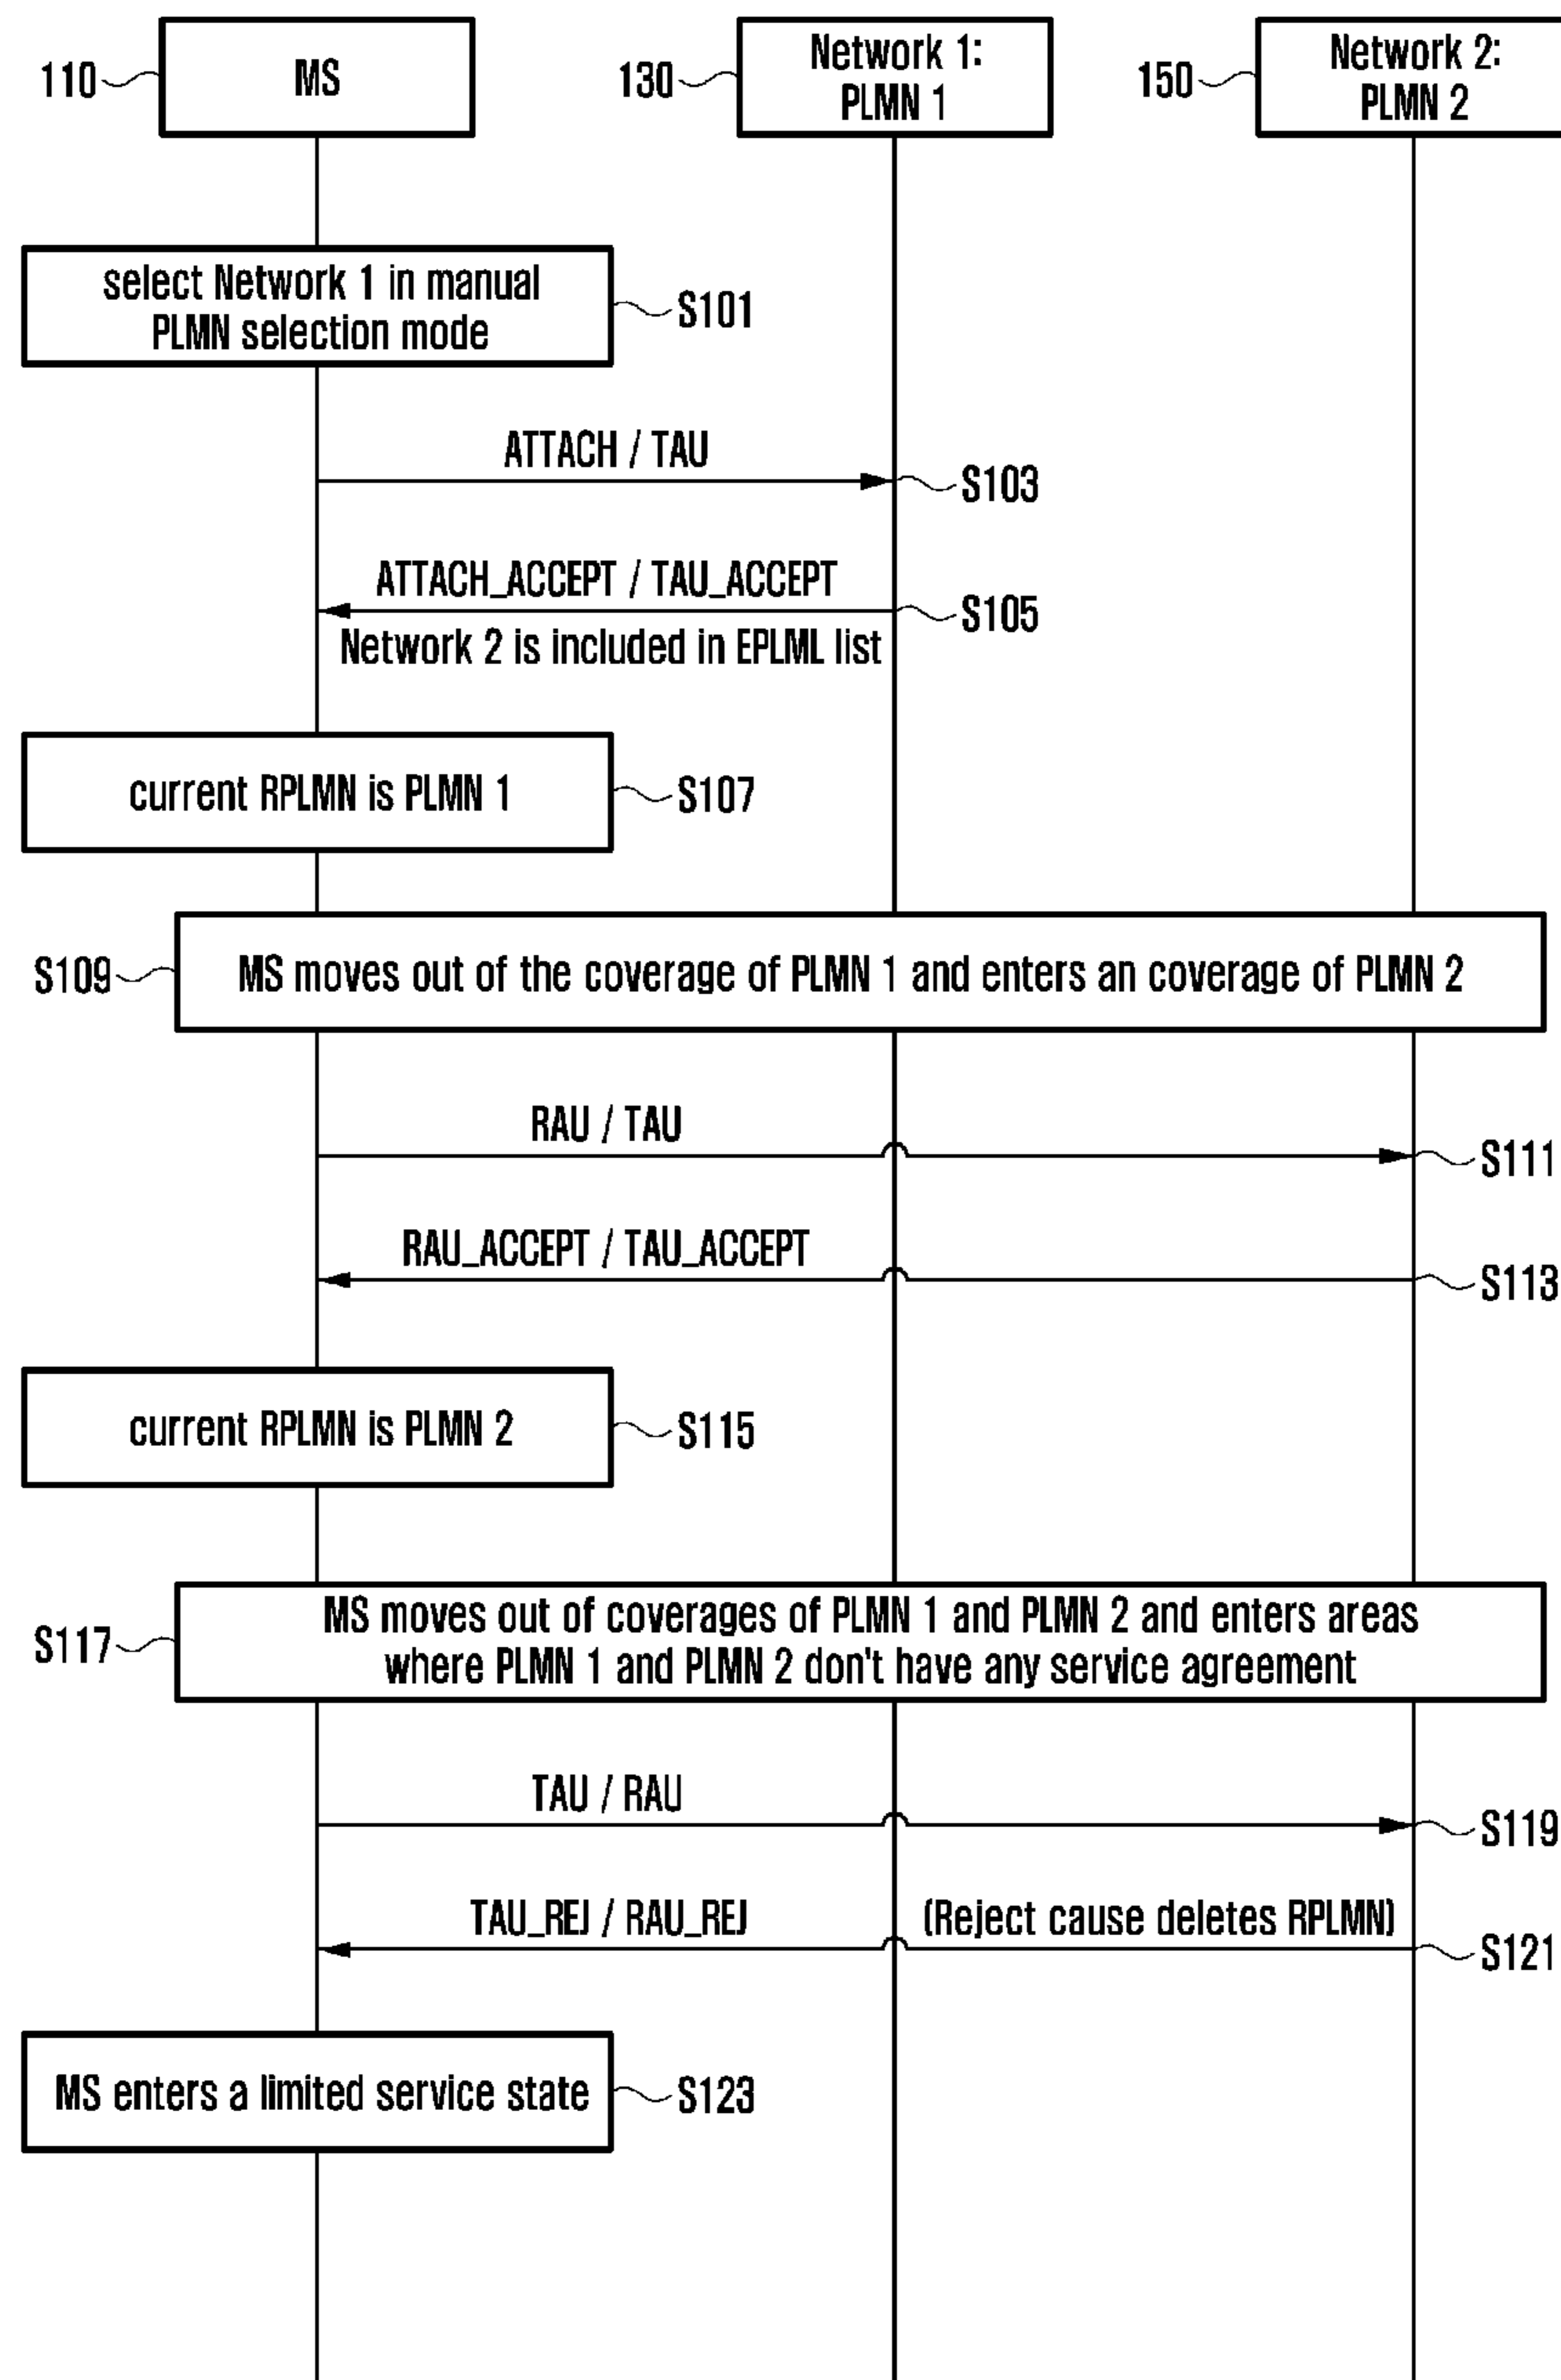 110
MS
130
Network 1:
PLMN 1
150
Network 2:
PLMN 2
select Network 1 in manual
PLMN selection mode
S101
ATTACH / TAU
S103
ATTACH_ACCEPT / TAU_ACCEPT
S105
Network 2 is included in EPLML list
current RPLMN is PLMN 1
S107
S109
MS moves out of the coverage of PLMN 1 and enters an coverage of PLMN 2
RAU / TAU
S111
RAU_ACCEPT / TAU_ACCEPT
S113
current RPLMN is PLMN 2
S115
S117
MS moves out of coverages of PLMN 1 and PLMN 2 and enters areas
where PLMN 1 and PLMN 2 don't have any service agreement
TAU / RAU
S119
TAU_REJ / RAU_REJ (Reject cause deletes RPLMN)
S121
MS enters a limited service state
S123